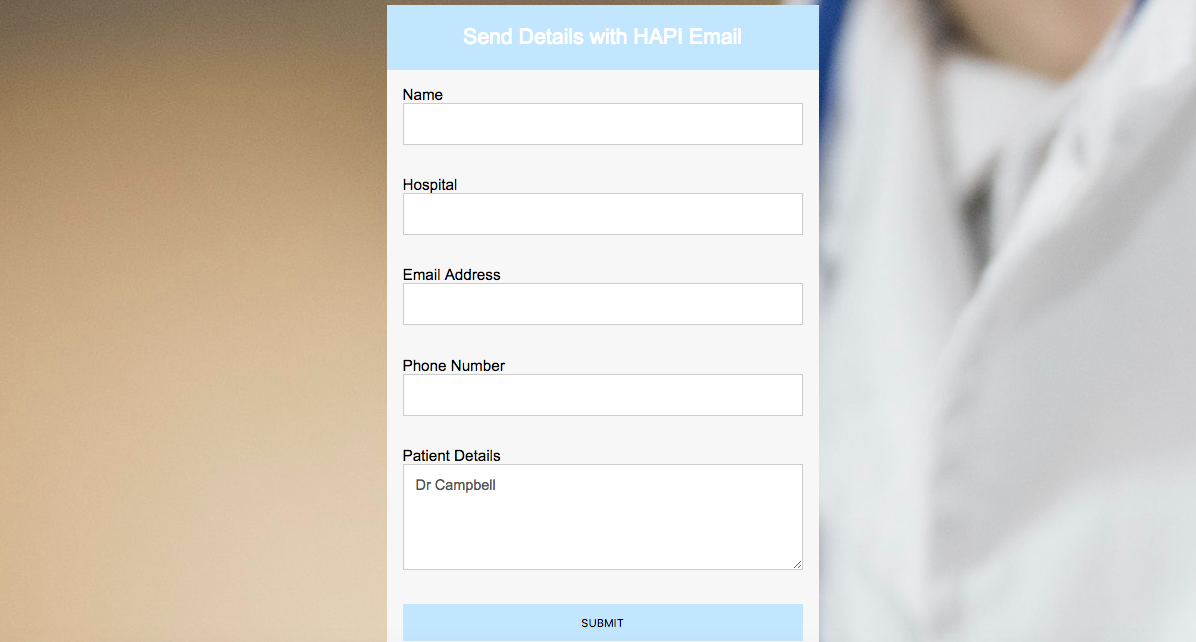 Send Details with HAPI Email
Name
Hospital
Email Address
Phone Number
Patient Details
Dr Campbell
SUBMIT